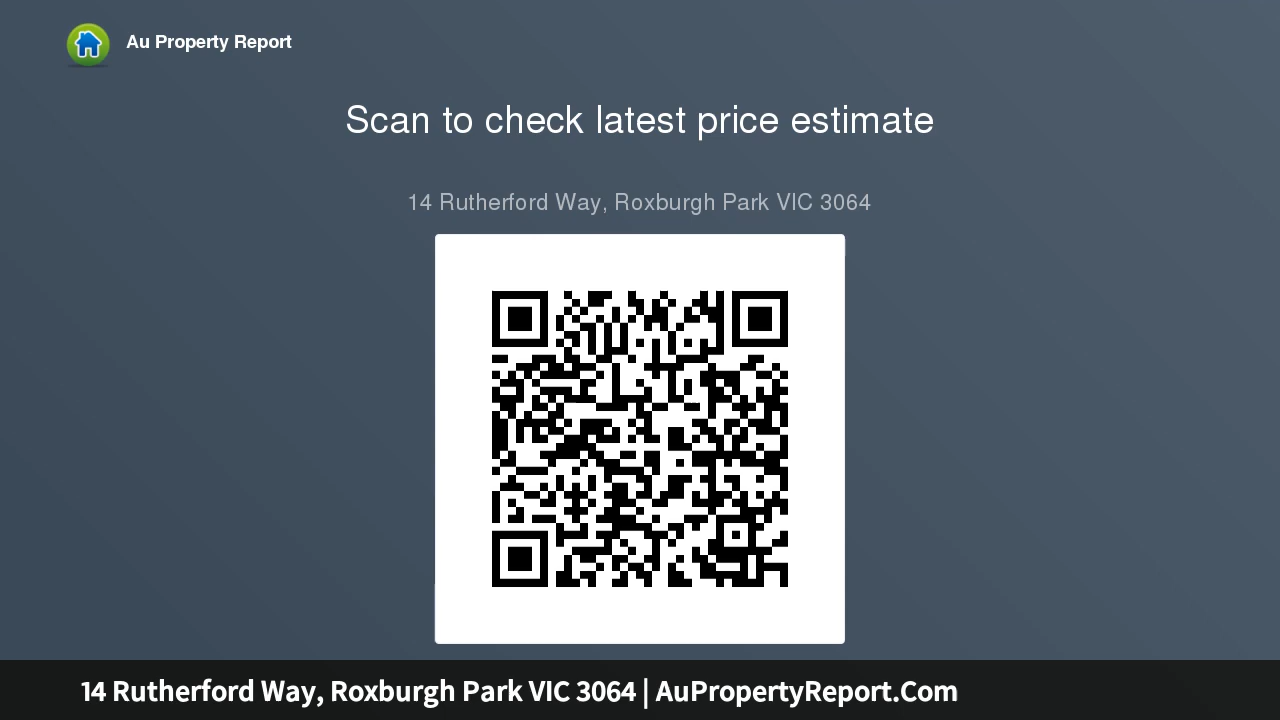 Au Property Report
Scan to check latest price estimate
14 Rutherford Way, Roxburgh Park VIC 3064
14 Rutherford Way, Roxburgh Park VIC 3064 | AuPropertyReport.Com